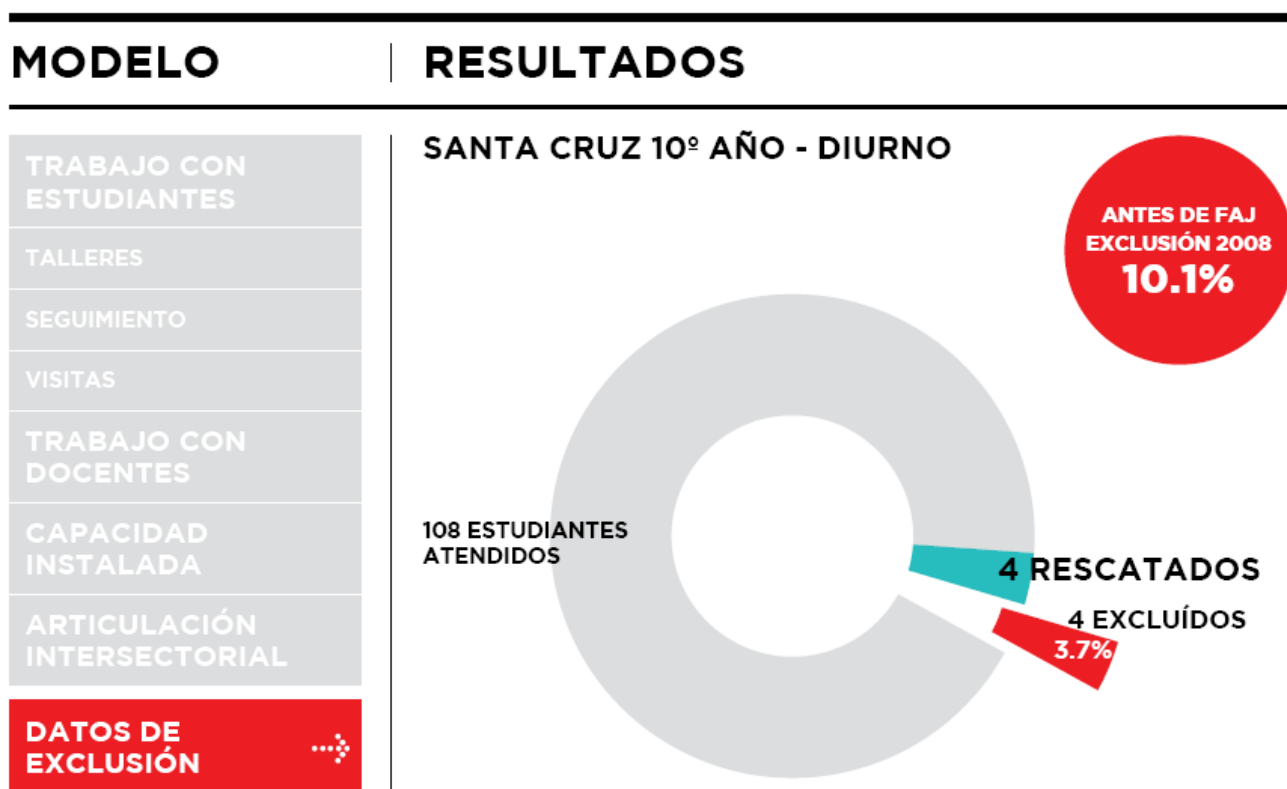 MODELO
RESULTADOS
TRABAJO CON
ESTUDIANTES
TALLERES
SEGUIMIENTO
VISITAS
TRABAJO CON
DOCENTES
CAPACIDAD
INSTALADA
ARTICULACIÓN
INTERSECTORIAL
DATOS DE
EXCLUSIÓN
SANTA CRUZ 10º AÑO - DIURNO
ANTES DE FAJ
EXCLUSIÓN 2008
10.1%
108 ESTUDIANTES
ATENDIDOS
4 RESCATADOS
4 EXCLUÍDOS
3.7%